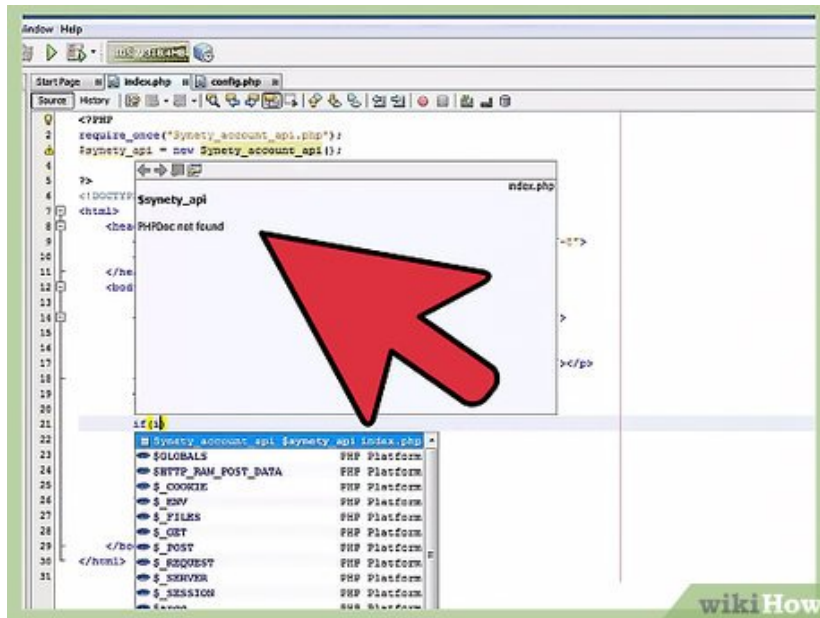 indow Help
Start Page index.php config.php
Source History
<?PHP
2 require_once("Synety_account_api.php");
$synety_api = new Synety_account_api();
4
5 ?>
6 <!DOCTYP
index.php
$synety_api
7 <html>
8 <hea
PHPDoc not found
9 -8">
10
11 </he
12 <bod
13
14 >
15
16
17 ></p>
18
19
20
21 if(i)
22 Synety_account_api $synety_api index.php
23 $GLOBALS PHP Platform
24 $HTTP_RAW_POST_DATA PHP Platform
25 $_COOKIE PHP Platform
26 $_ENV PHP Platform
27 $_FILES PHP Platform
28 $_GET PHP Platform
29 </bo $_POST PHP Platform
30 </html> $_REQUEST PHP Platform
31 $_SERVER PHP Platform
$_SESSION PHP Platform
wikiHow